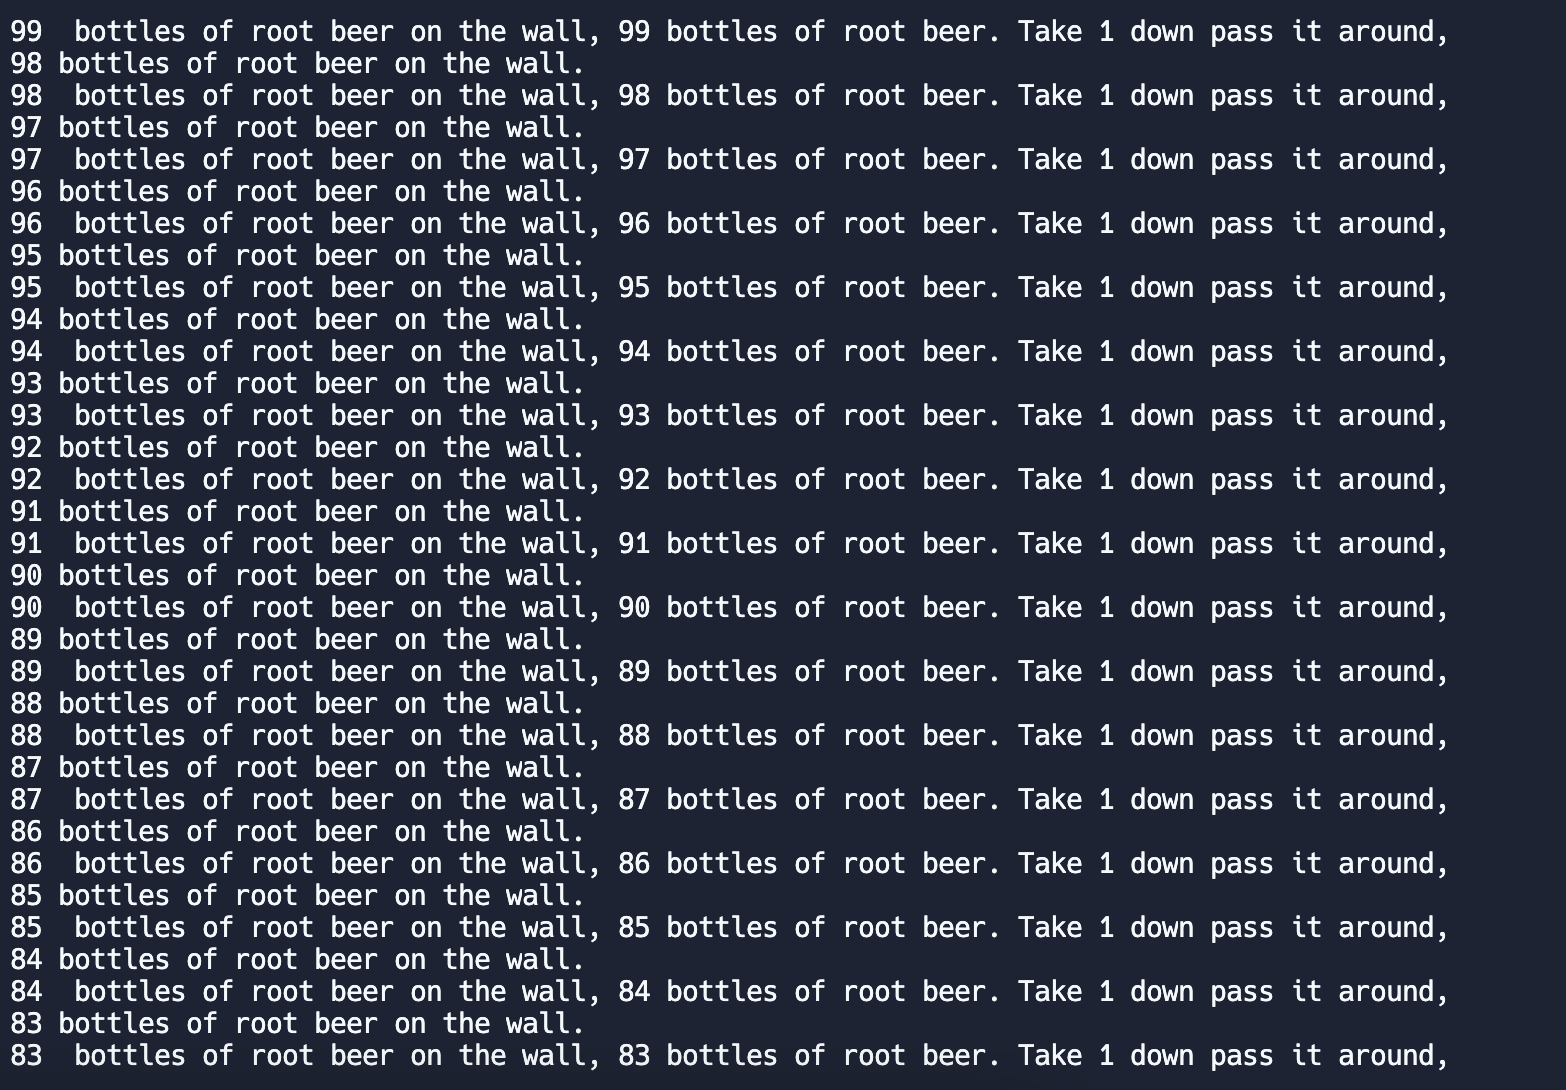 99  bottles of root beer on the wall, 99 bottles of root beer. Take 1 down pass it around,
98 bottles of root beer on the wall.
98  bottles of root beer on the wall, 98 bottles of root beer. Take 1 down pass it around,
97 bottles of root beer on the wall.
97  bottles of root beer on the wall, 97 bottles of root beer. Take 1 down pass it around,
96 bottles of root beer on the wall.
96  bottles of root beer on the wall, 96 bottles of root beer. Take 1 down pass it around,
95 bottles of root beer on the wall.
95  bottles of root beer on the wall, 95 bottles of root beer. Take 1 down pass it around,
94 bottles of root beer on the wall.
94  bottles of root beer on the wall, 94 bottles of root beer. Take 1 down pass it around,
93 bottles of root beer on the wall.
93  bottles of root beer on the wall, 93 bottles of root beer. Take 1 down pass it around,
92 bottles of root beer on the wall.
92  bottles of root beer on the wall, 92 bottles of root beer. Take 1 down pass it around,
91 bottles of root beer on the wall.
91  bottles of root beer on the wall, 91 bottles of root beer. Take 1 down pass it around,
90 bottles of root beer on the wall.
90  bottles of root beer on the wall, 90 bottles of root beer. Take 1 down pass it around,
89 bottles of root beer on the wall.
89  bottles of root beer on the wall, 89 bottles of root beer. Take 1 down pass it around,
88 bottles of root beer on the wall.
88  bottles of root beer on the wall, 88 bottles of root beer. Take 1 down pass it around,
87 bottles of root beer on the wall.
87  bottles of root beer on the wall, 87 bottles of root beer. Take 1 down pass it around,
86 bottles of root beer on the wall.
86  bottles of root beer on the wall, 86 bottles of root beer. Take 1 down pass it around,
85 bottles of root beer on the wall.
85  bottles of root beer on the wall, 85 bottles of root beer. Take 1 down pass it around,
84 bottles of root beer on the wall.
84  bottles of root beer on the wall, 84 bottles of root beer. Take 1 down pass it around,
83 bottles of root beer on the wall.
83  bottles of root beer on the wall, 83 bottles of root beer. Take 1 down pass it around,